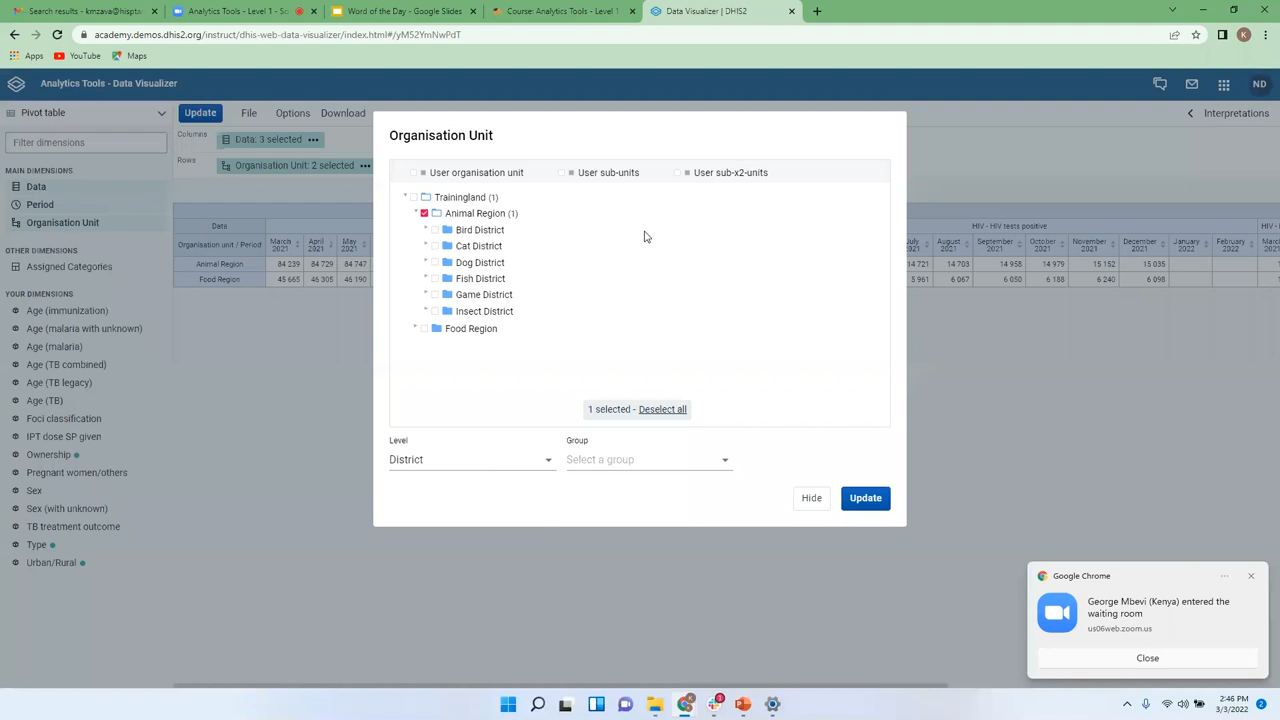 Search results - kmzava@hispta
Analytics Tools - Level 1 - So
Word of the Day - Google Slides
Course: Analytics Tools - Level 1
Data Visualizer | DHIS2
academy.demos.dhis2.org/instruct/dhis-web-data-visualizer/index.html#/yM52YmNwPdT
K
Apps
YouTube
Maps
Analytics Tools - Data Visualizer
ND
Pivot table
Update
File
Options
Download
Interpretations
Filter dimensions
MAIN DIMENSIONS
Data
Period
Organisation Unit
OTHER DIMENSIONS
Assigned Categories
YOUR DIMENSIONS
Age (immunization)
Age (malaria with unknown)
Age (malaria)
Age (TB combined)
Age (TB legacy)
Age (TB)
Foci classification
IPT dose SP given
Ownership
Pregnant women/others
Sex
Sex (with unknown)
TB treatment outcome
Type
Urban/Rural
Columns
Data: 3 selected
Rows
Organisation Unit: 2 selected
Data
HIV - HIV tests positive
HIV - I
Organisation unit / Period
March 2021
April 2021
May 2021
July 2021
August 2021
September 2021
October 2021
November 2021
December 2021
January 2022
February 2022
Marc 202
Animal Region
84 239
84 729
84 747
14 721
14 703
14 958
14 979
15 152
15 035
Food Region
45 665
46 305
46 190
5 961
6 067
6 050
6 188
6 240
6 098
Organisation Unit
User organisation unit
User sub-units
User sub-x2-units
Trainingland (1)
Animal Region (1)
Bird District
Cat District
Dog District
Fish District
Game District
Insect District
Food Region
1 selected - Deselect all
Level
District
Group
Select a group
Hide
Update
Google Chrome
George Mbevi (Kenya) entered the
waiting room
us06web.zoom.us
Close
2:46 PM
3/3/2022